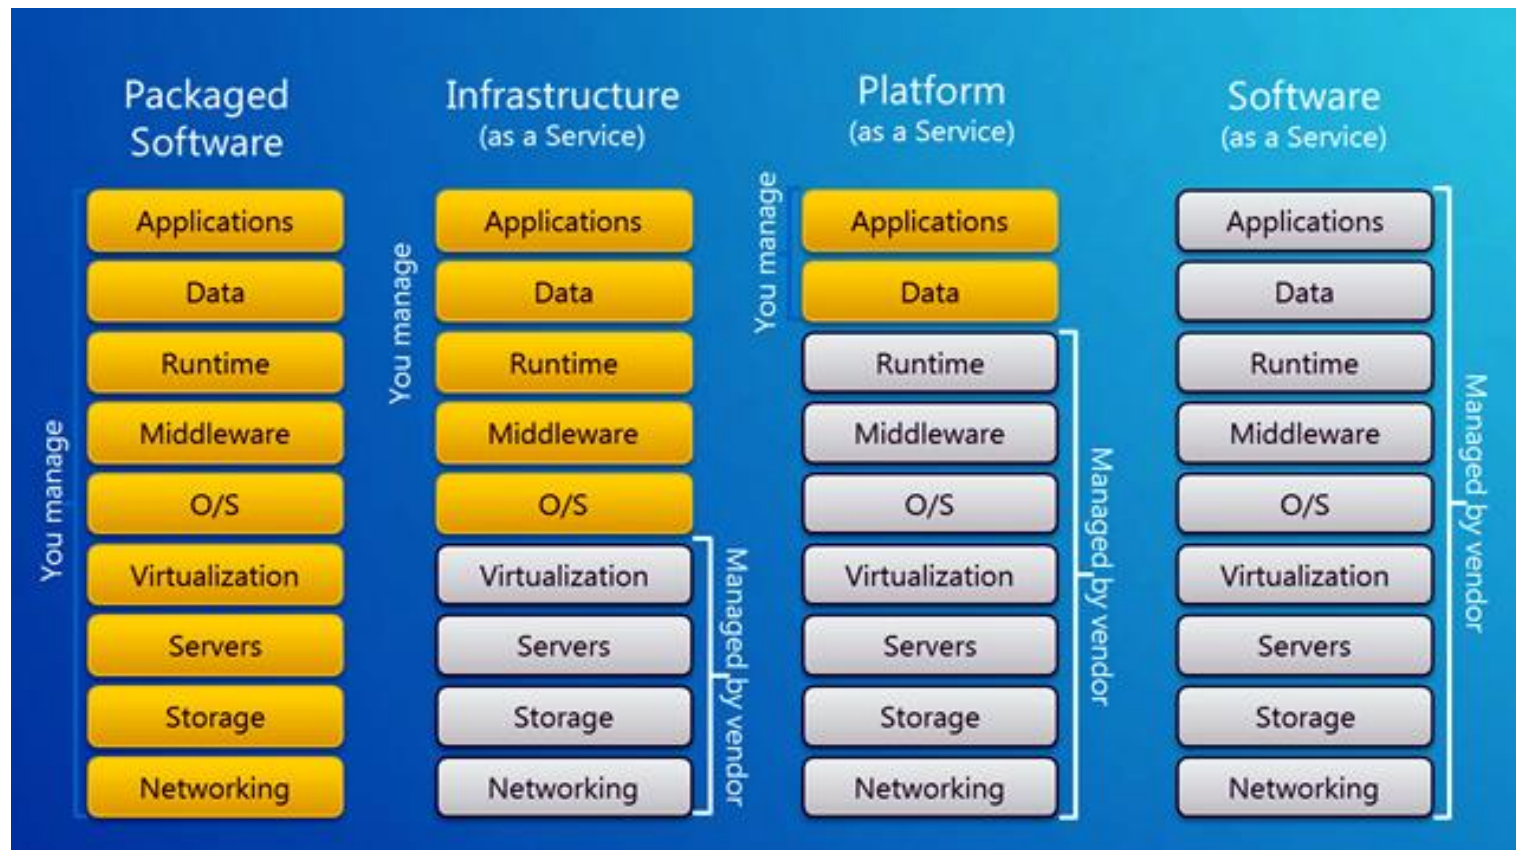 Packaged
Software
You manage
Applications
Data
Runtime
Middleware
O/S
Virtualization
Servers
Storage
Networking
Infrastructure
(as a Service)
You manage
Applications
Data
Runtime
Middleware
O/S
Virtualization
Servers
Storage
Networking
Managed by vendor
Platform
(as a Service)
You manage
Applications
Data
Runtime
Middleware
O/S
Virtualization
Servers
Storage
Networking
Managed by vendor
Software
(as a Service)
Applications
Data
Runtime
Middleware
O/S
Virtualization
Servers
Storage
Networking
Managed by vendor